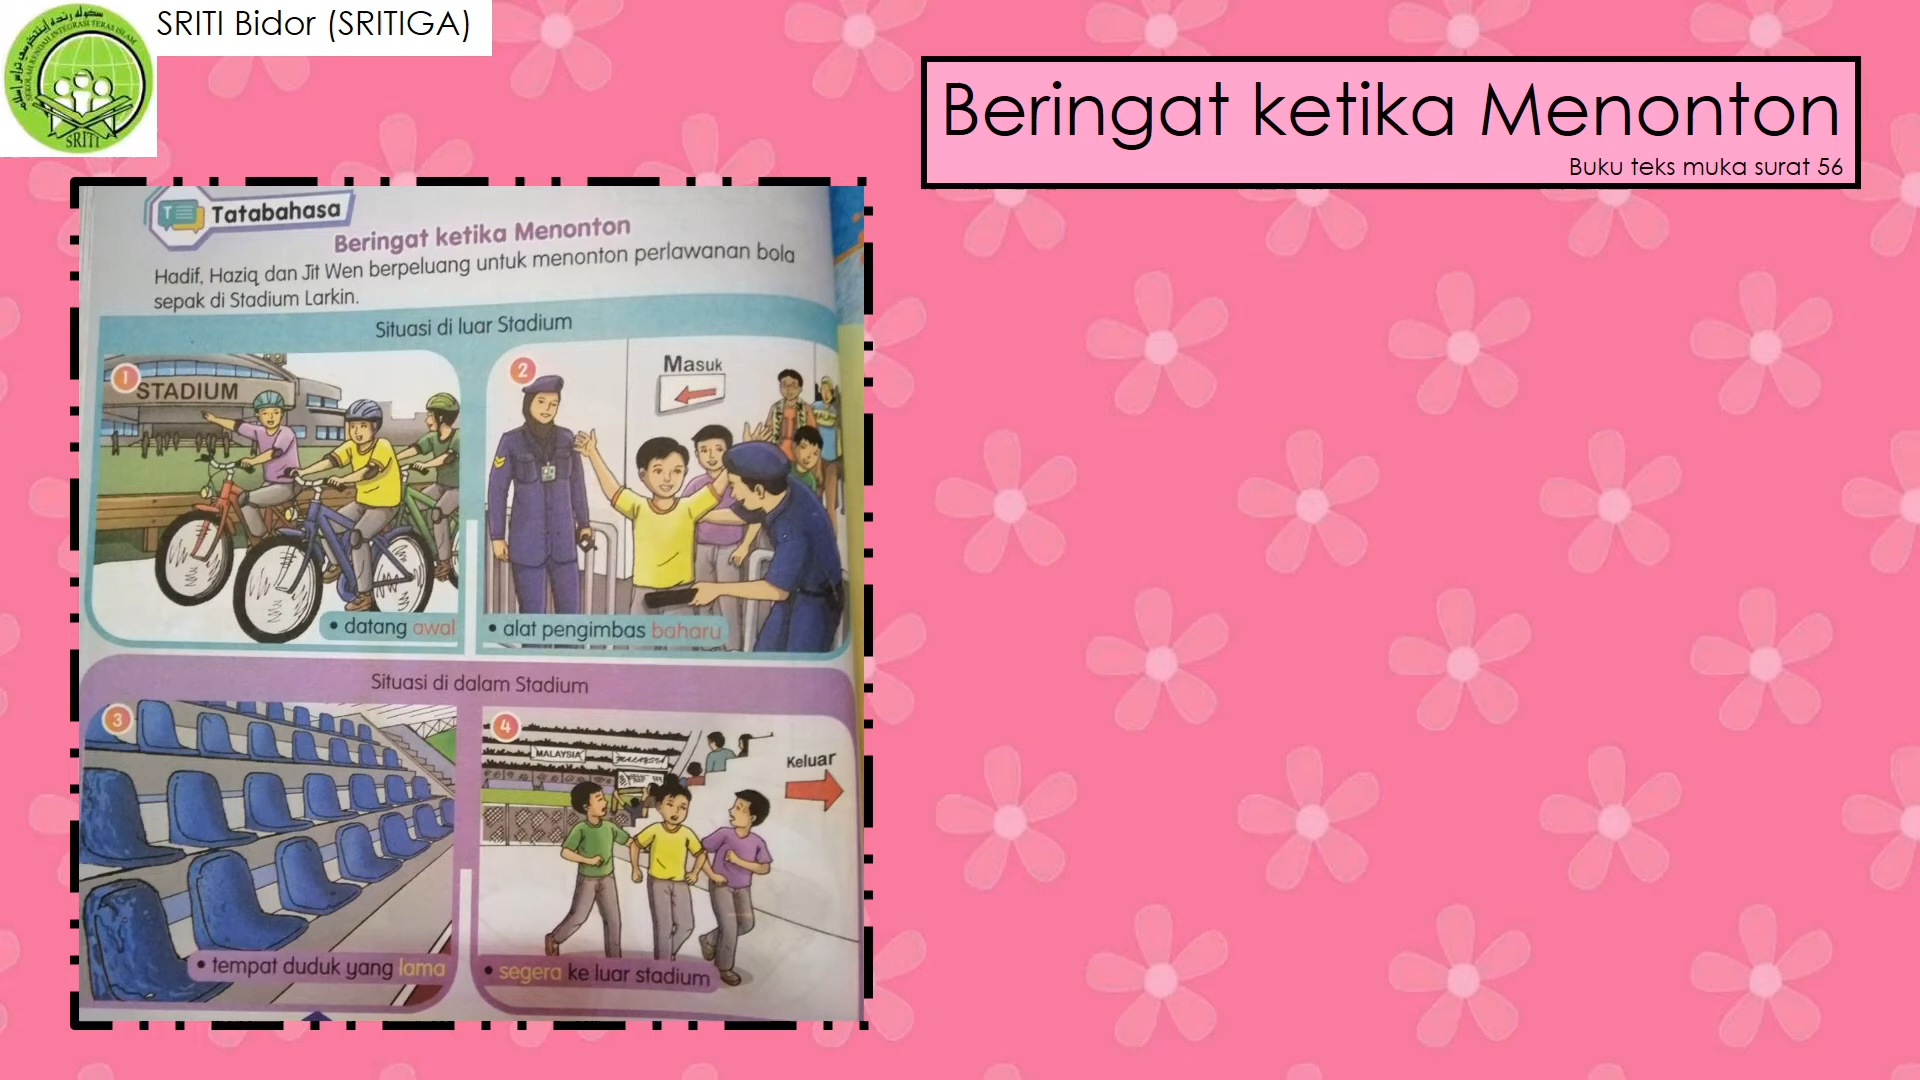 SRITI Bidor (SRITIGA)
SRITI
Beringat ketika Menonton
Buku teks muka surat 56
Tatabahasa
Beringat ketika Menonton
Hadif, Haziq dan Jit Wen berpeluang untuk menonton perlawanan bola
sepak di Stadium Larkin.
Situasi di luar Stadium
1
STADIUM
• datang awal
2
Masuk
• alat pengimbas baharu
Situasi di dalam Stadium
3
• tempat duduk yang lama
4
MALAYSIA
MALAYSIA
Keluar
• segera ke luar stadium